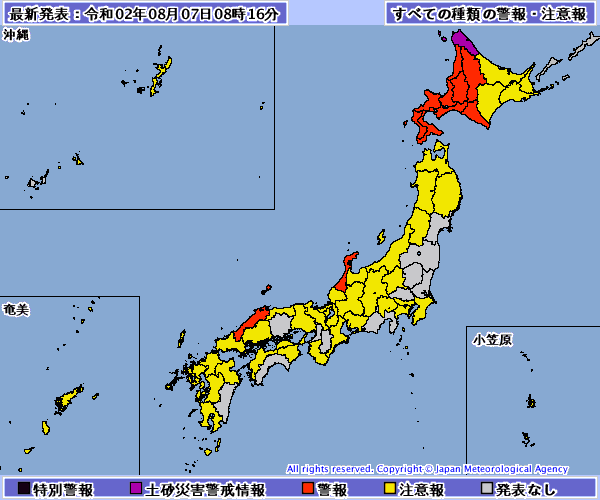 最新発表：令和02年08月07日08時16分
すべての種類の警報・注意報
沖縄
奄美
小笠原
All rights reserved. Copyright © Japan Meteorological Agency
特別警報
土砂災害警戒情報
警報
注意報
発表なし